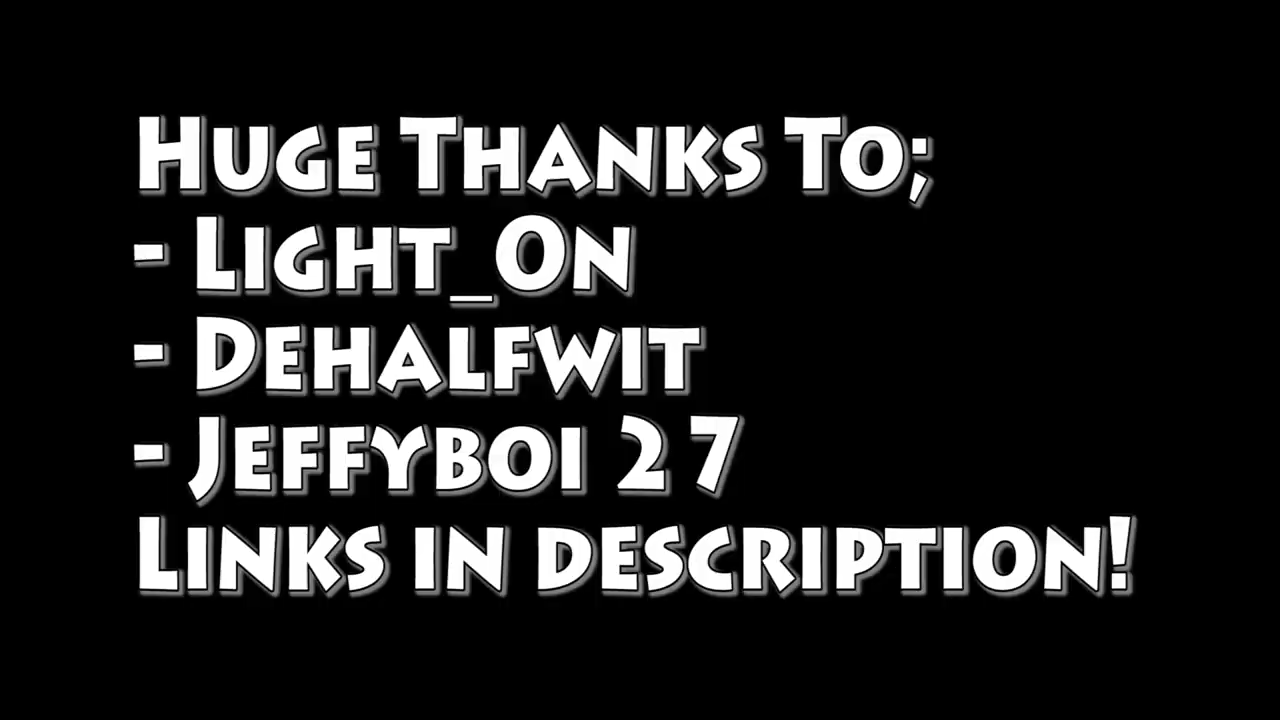 Huge Thanks To;
- Light_On
- Dehalfwit
- Jeffyboi 27
Links in description!